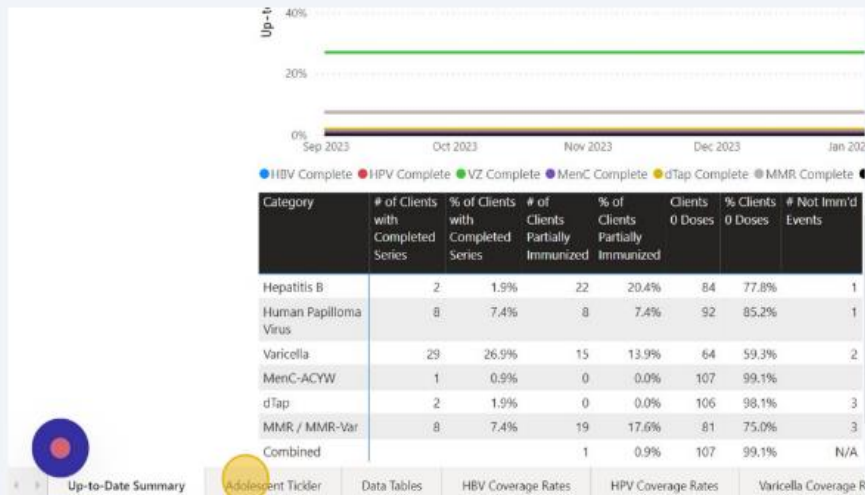 Up-t
40%
20%
0%
Sep 2023 Oct 2023 Nov 2023 Dec 2023 Jan 202
HBV Complete HPV Complete VZ Complete MenC Complete dTap Complete MMR Complete
Category # of Clients with Completed Series % of Clients with Completed Series # of Clients Partially Immunized % of Clients Partially Immunized Clients 0 Doses % Clients 0 Doses # Not Imm'd Events
Hepatitis B 2 1.9% 22 20.4% 84 77.8% 1
Human Papilloma Virus 8 7.4% 8 7.4% 92 85.2% 1
Varicella 29 26.9% 15 13.9% 64 59.3% 2
MenC-ACYW 1 0.9% 0 0.0% 107 99.1%
dTap 2 1.9% 0 0.0% 106 98.1% 3
MMR / MMR-Var 8 7.4% 19 17.6% 81 75.0% 3
Combined 1 0.9% 107 99.1% N/A
Up-to-Date Summary Adolescent Tickler Data Tables HBV Coverage Rates HPV Coverage Rates Varicella Coverage R